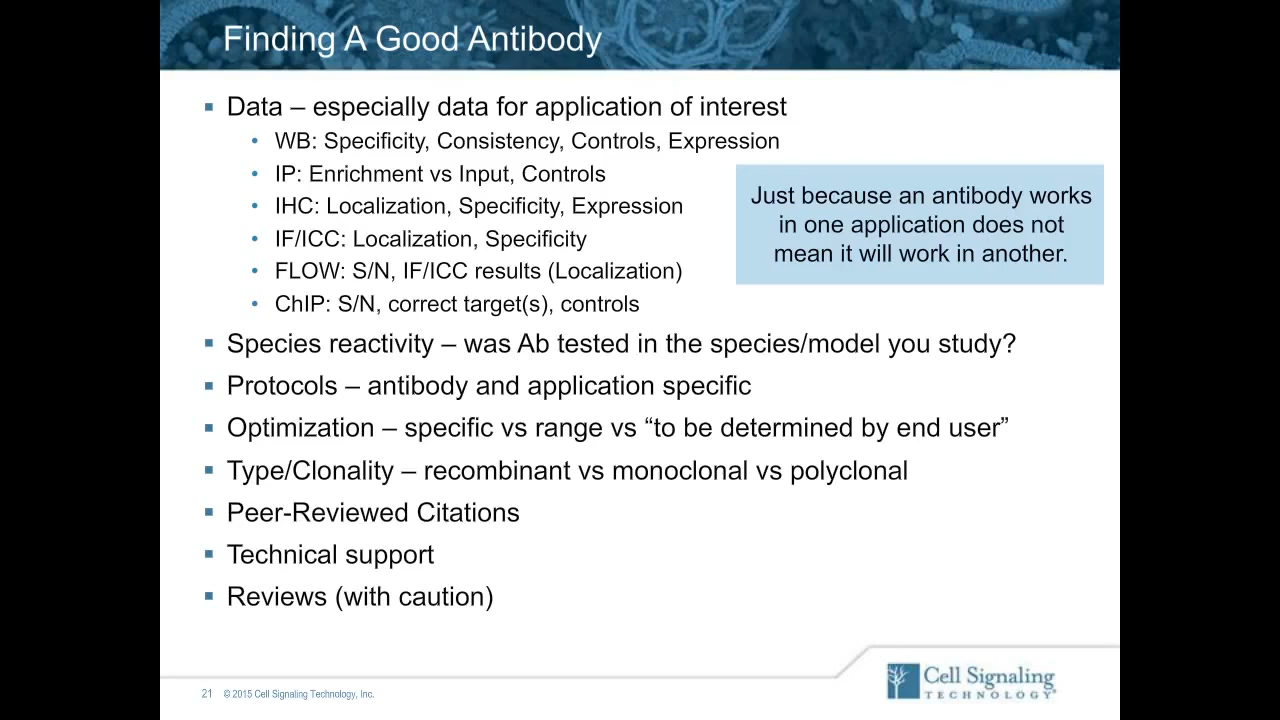 Finding A Good Antibody
Data – especially data for application of interest
WB: Specificity, Consistency, Controls, Expression
IP: Enrichment vs Input, Controls
IHC: Localization, Specificity, Expression
IF/ICC: Localization, Specificity
FLOW: S/N, IF/ICC results (Localization)
ChIP: S/N, correct target(s), controls
Just because an antibody works
in one application does not
mean it will work in another.
Species reactivity – was Ab tested in the species/model you study?
Protocols – antibody and application specific
Optimization – specific vs range vs “to be determined by end user”
Type/Clonality – recombinant vs monoclonal vs polyclonal
Peer-Reviewed Citations
Technical support
Reviews (with caution)
21 © 2015 Cell Signaling Technology, Inc.
Cell Signaling
TECHNOLOGY®